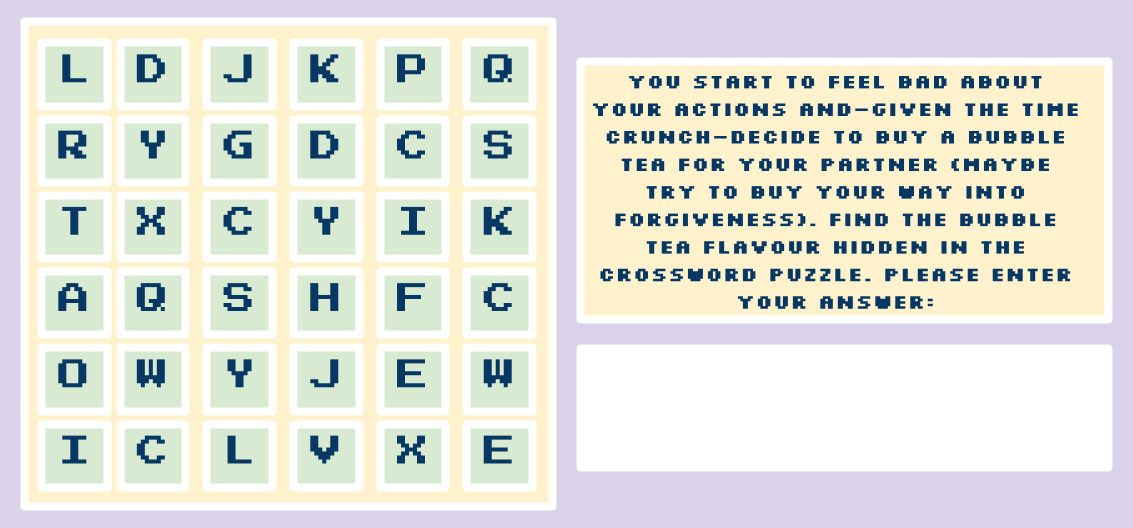 L D J K P Q
R Y G D C S
T X C Y I K
A Q S H F C
O W Y J E W
I C L V X E
YOU START TO FEEL BAD ABOUT
YOUR ACTIONS AND-GIVEN THE TIME
CRUNCH-DECIDE TO BUY A BUBBLE
TEA FOR YOUR PARTNER (MAYBE
TRY TO BUY YOUR WAY INTO
FORGIVENESS). FIND THE BUBBLE
TEA FLAVOUR HIDDEN IN THE
CROSSWORD PUZZLE. PLEASE ENTER
YOUR ANSWER: